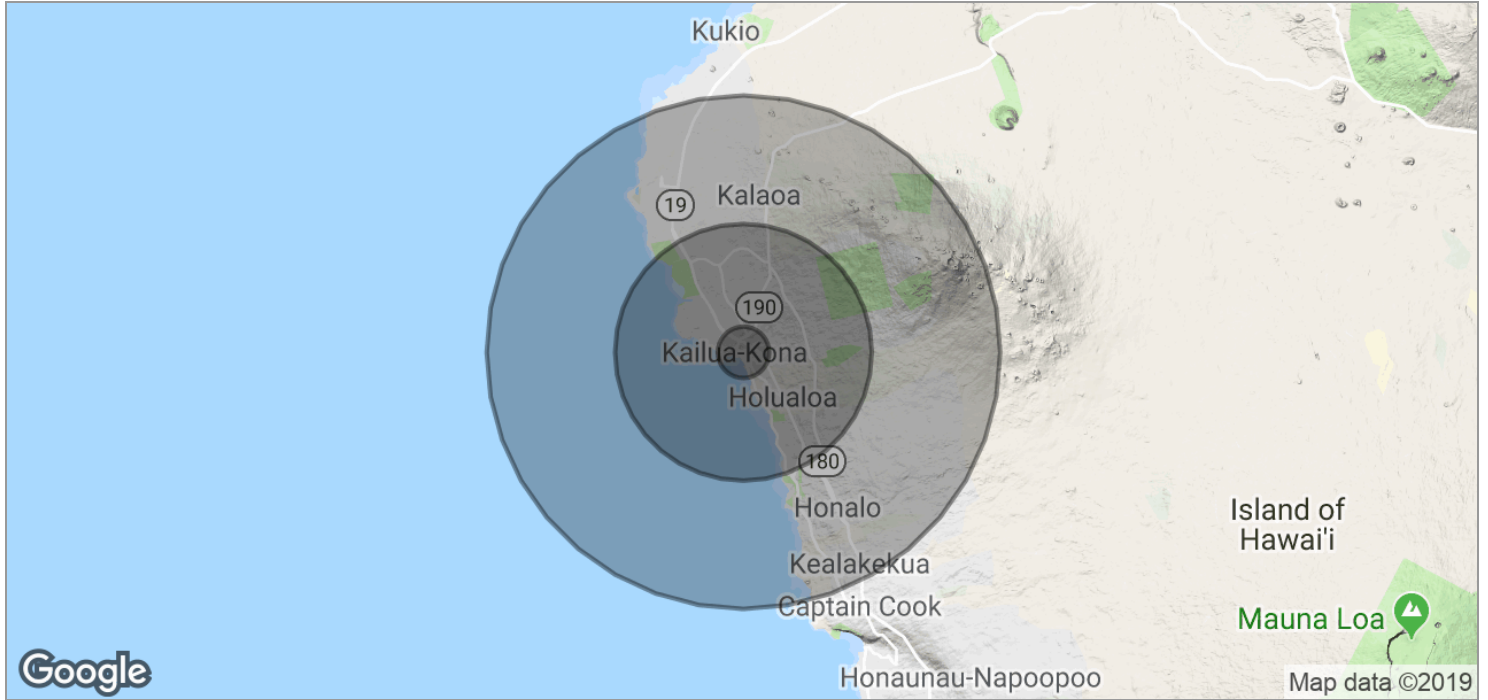 Kukio
Kalaoa
19
190
Kailua-Kona
Holualoa
180
Honalo
Island of
Hawai'i
Kealakekua
Captain Cook
Mauna Loa
Honaunau-Napoopoo
Google
Map data ©2019